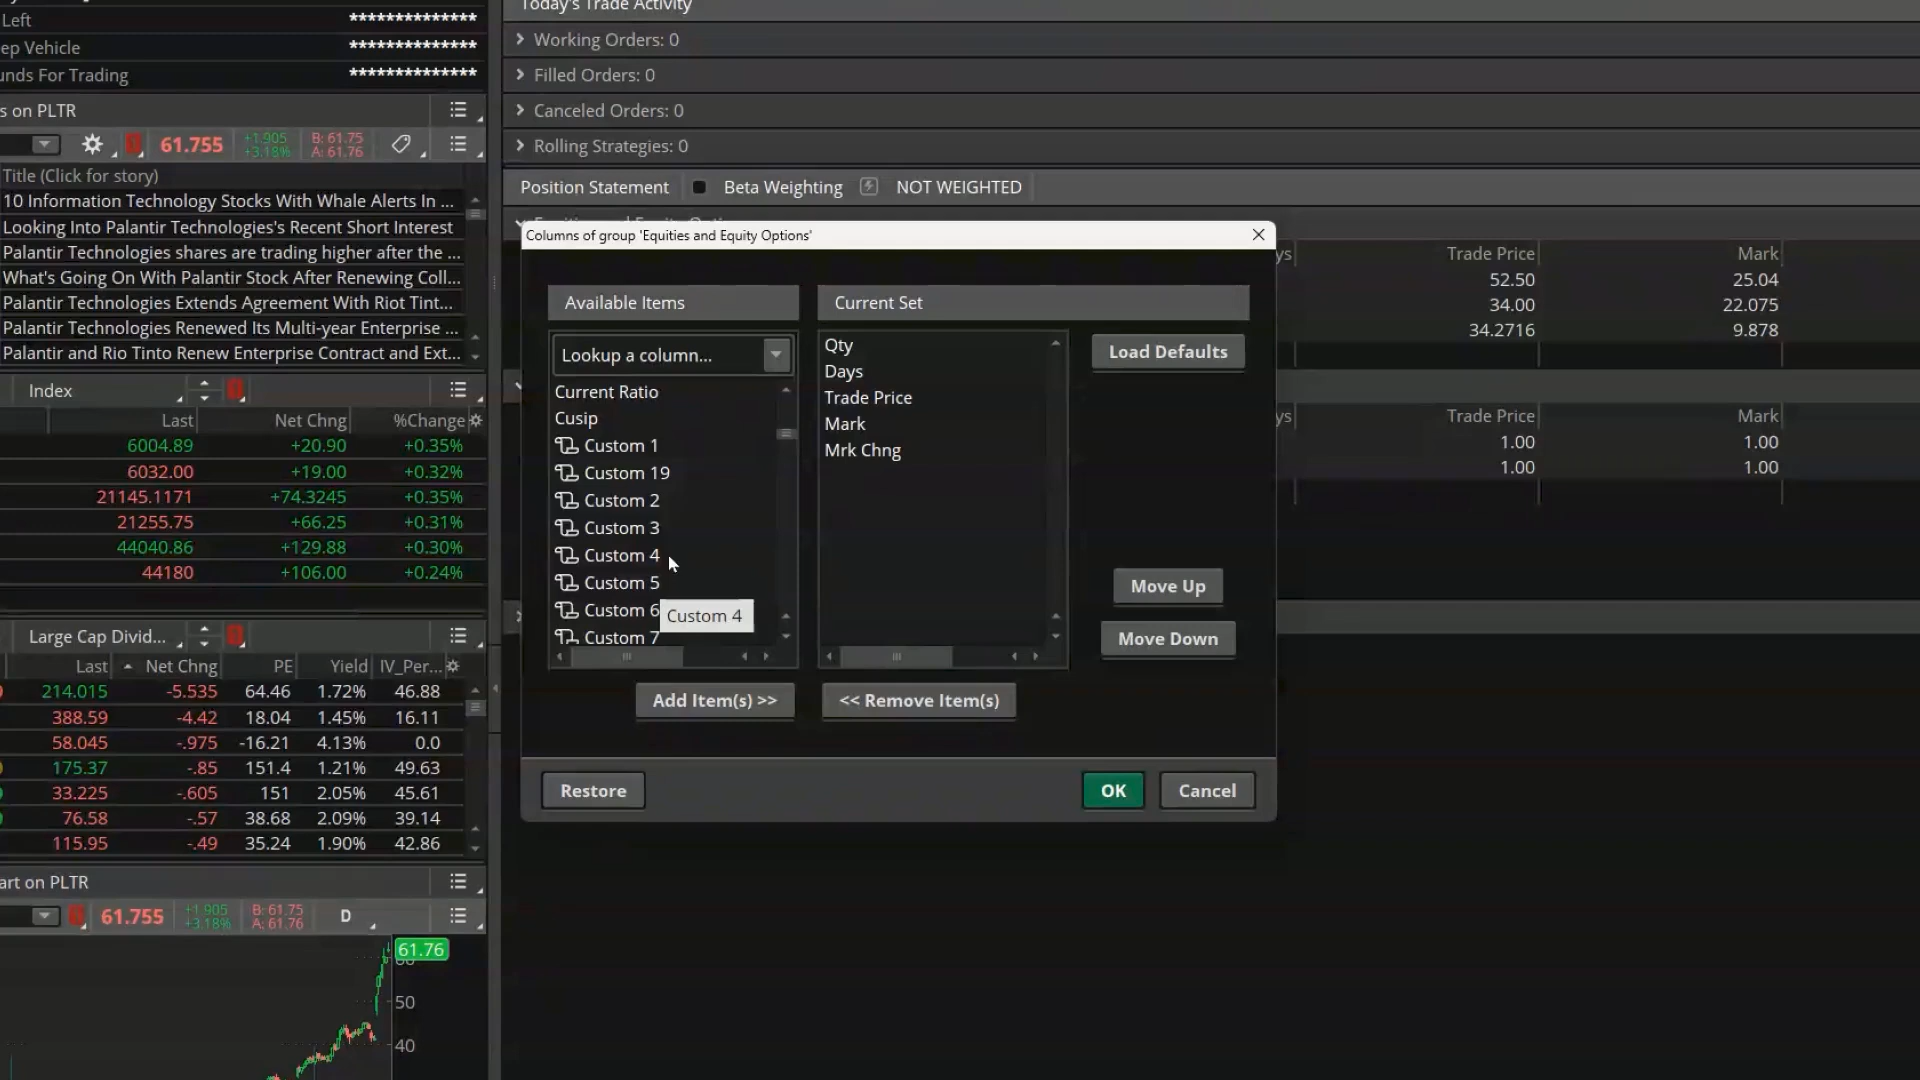 Left **************
ep Vehicle **************
unds For Trading **************
s on PLTR
61.755 +1.905 +3.18% B: 61.75 A: 61.76
Title (Click for story)
10 Information Technology Stocks With Whale Alerts In ...
Looking Into Palantir Technologies's Recent Short Interest
Palantir Technologies shares are trading higher after the ...
What's Going On With Palantir Stock After Renewing Coll...
Palantir Technologies Extends Agreement With Riot Tint...
Palantir Technologies Renewed Its Multi-year Enterprise ...
Palantir and Rio Tinto Renew Enterprise Contract and Ext...
Index
Last Net Chng %Change
6004.89 +20.90 +0.35%
6032.00 +19.00 +0.32%
21145.1171 +74.3245 +0.35%
21255.75 +66.25 +0.31%
44040.86 +129.88 +0.30%
44180 +106.00 +0.24%
Large Cap Divid...
Last Net Chng PE Yield IV_Per...
214.015 -5.535 64.46 1.72% 46.88
388.59 -4.42 18.04 1.45% 16.11
58.045 -.975 -16.21 4.13% 0.0
175.37 -.85 151.4 1.21% 49.63
33.225 -.605 151 2.05% 45.61
76.58 -.57 38.68 2.09% 39.14
115.95 -.49 35.24 1.90% 42.86
art on PLTR
61.755 +1.905 +3.18% B: 61.75 A: 61.76 D
61.76
50
40
Today's Trade Activity
Working Orders: 0
Filled Orders: 0
Canceled Orders: 0
Rolling Strategies: 0
Position Statement Beta Weighting NOT WEIGHTED
ys Trade Price Mark
52.50 25.04
34.00 22.075
34.2716 9.878
ys Trade Price Mark
1.00 1.00
1.00 1.00
Columns of group 'Equities and Equity Options'
Available Items
Lookup a column...
Current Ratio
Cusip
Custom 1
Custom 19
Custom 2
Custom 3
Custom 4
Custom 5
Custom 6
Custom 7
Custom 4
Current Set
Qty
Days
Trade Price
Mark
Mrk Chng
Load Defaults
Move Up
Move Down
Add Item(s) >>
<< Remove Item(s)
Restore
OK
Cancel